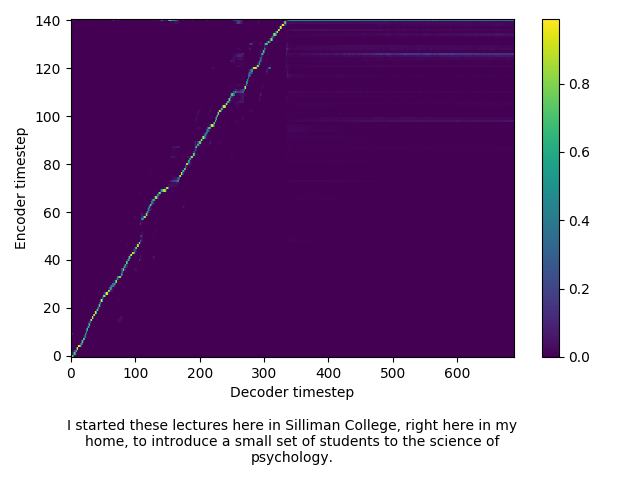 140
120
100
80
60
40
20
0
Encoder timestep
0 100 200 300 400 500 600
Decoder timestep
0.8
0.6
0.4
0.2
0.0
I started these lectures here in Silliman College, right here in my
home, to introduce a small set of students to the science of
psychology.